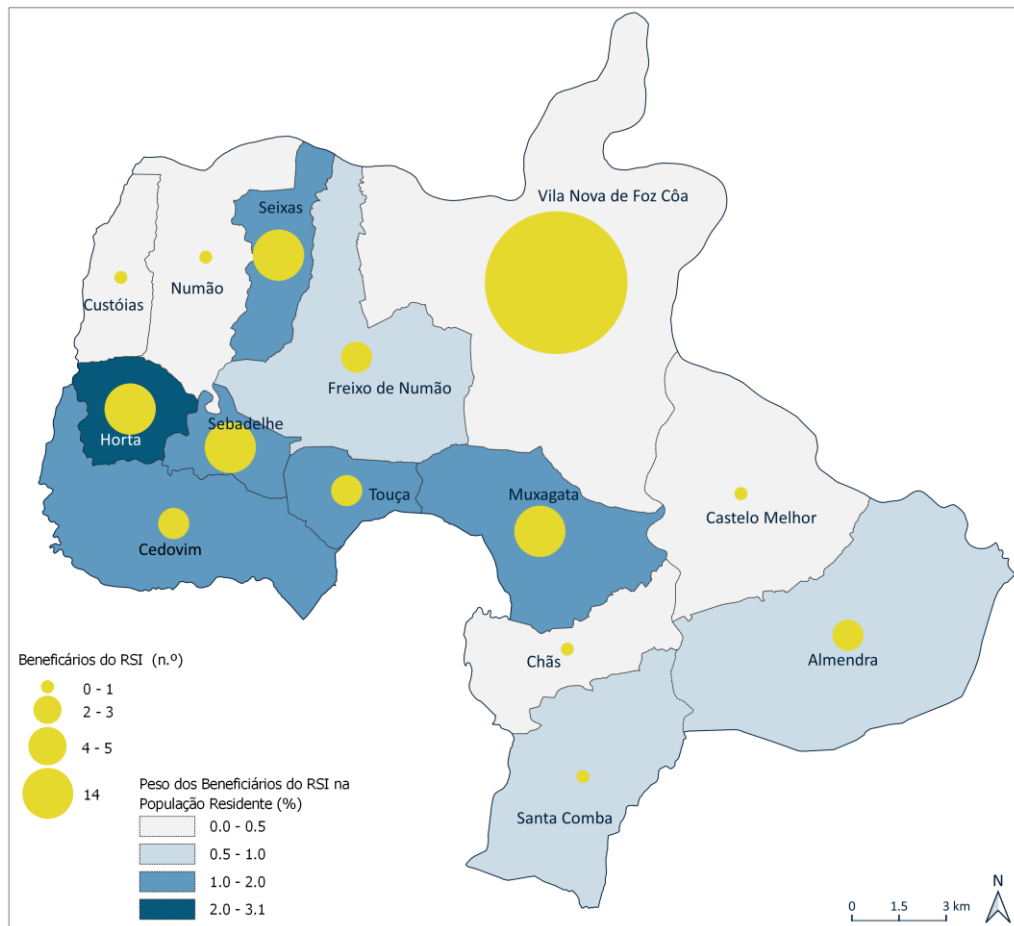 Vila Nova de Foz Côa
Seixas
Numão
Custóias
Freixo de Numão
Sebadelhe
Horta
Touça
Muxagata
Castelo Melhor
Cedovim
Chãs
Almendra
Santa Comba
Beneficários do RSI (n.º)
0 - 1
2 - 3
4 - 5
14
Peso dos Beneficiários do RSI na
População Residente (%)
0.0 - 0.5
0.5 - 1.0
1.0 - 2.0
2.0 - 3.1
N
0 1.5 3 km